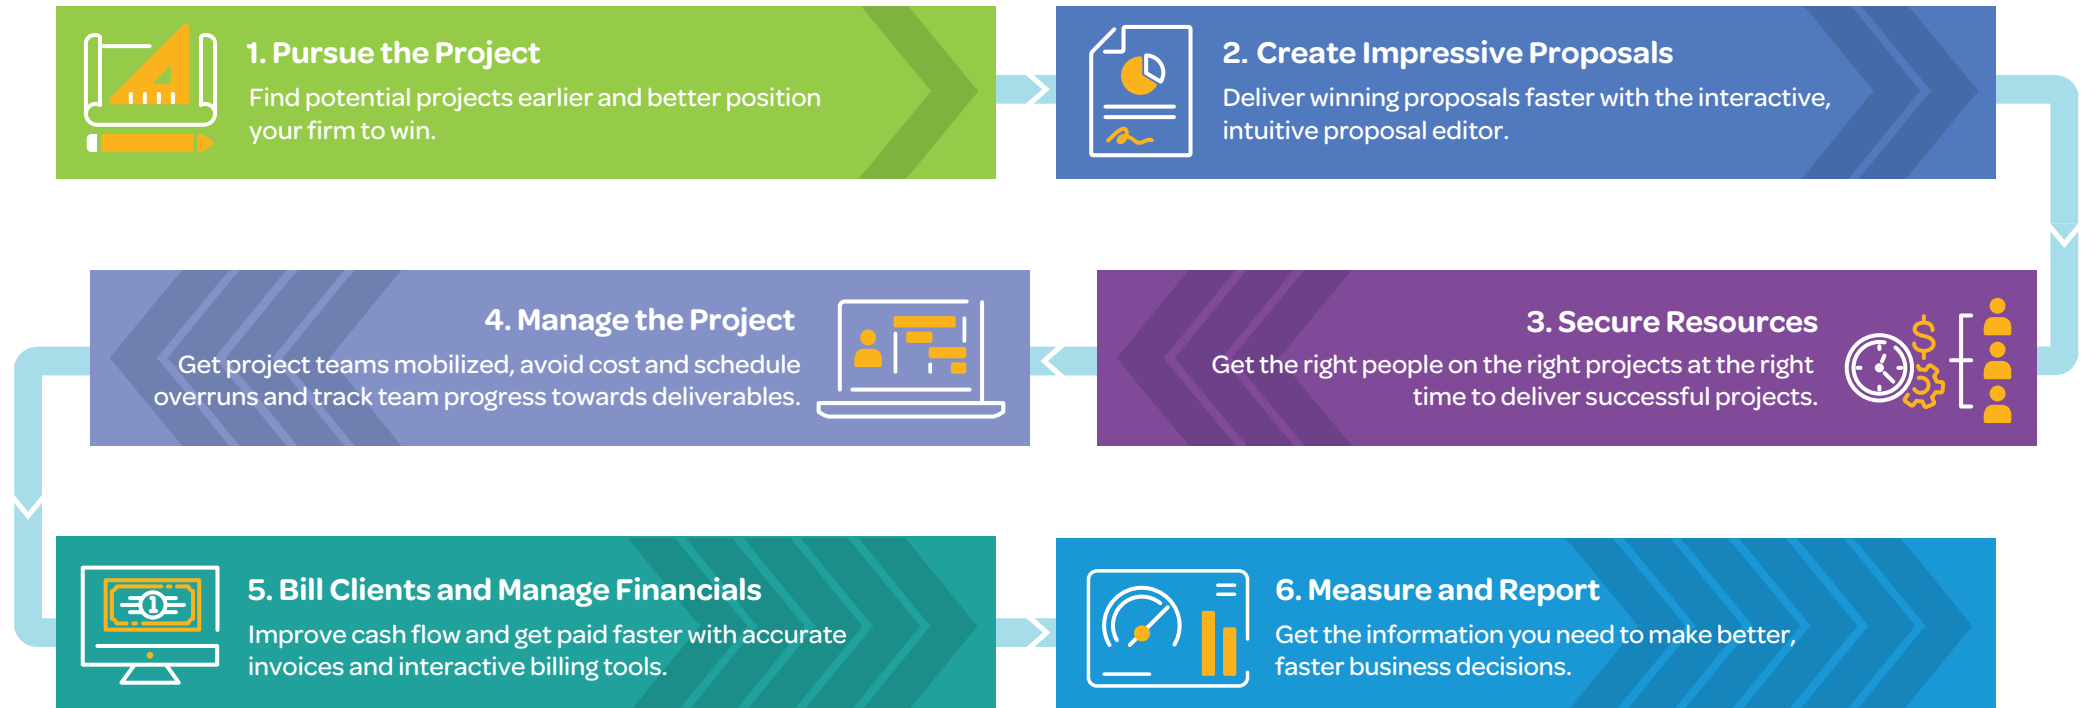 1. Pursue the Project
Find potential projects earlier and better position
your firm to win.
2. Create Impressive Proposals
Deliver winning proposals faster with the interactive,
intuitive proposal editor.
3. Secure Resources
Get the right people on the right projects at the right
time to deliver successful projects.
$
4. Manage the Project
Get project teams mobilized, avoid cost and schedule
overruns and track team progress towards deliverables.
5. Bill Clients and Manage Financials
Improve cash flow and get paid faster with accurate
invoices and interactive billing tools.
1
6. Measure and Report
Get the information you need to make better,
faster business decisions.